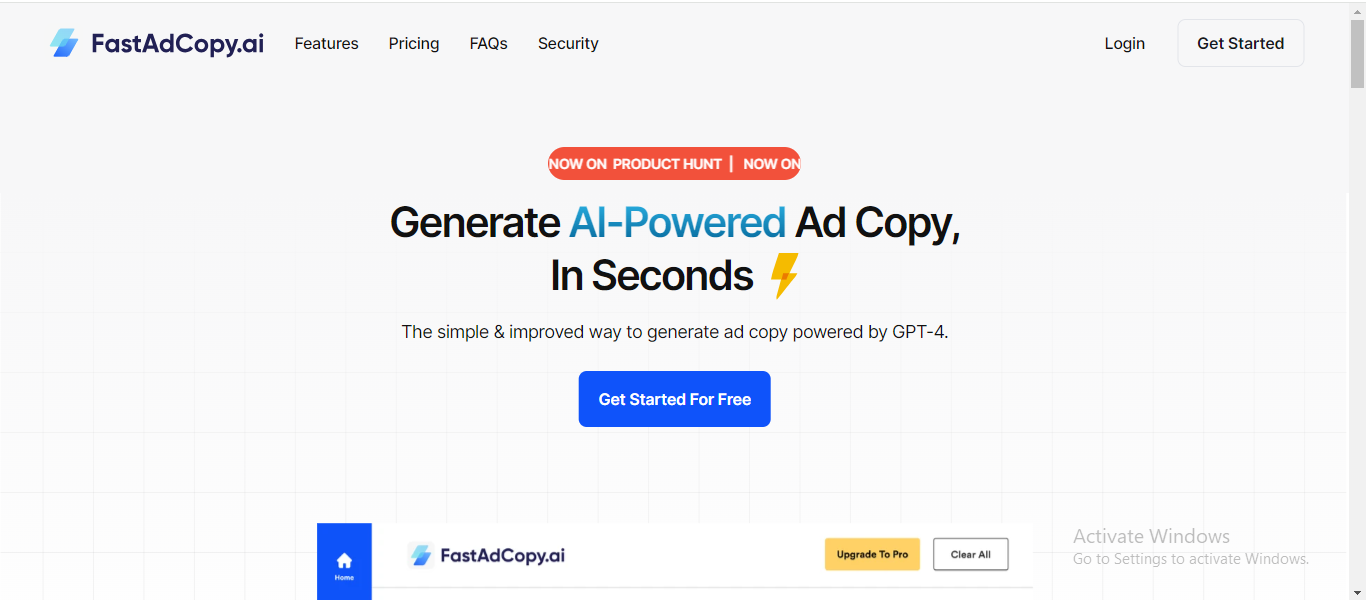 FastAdCopy.ai Features Pricing FAQs Security Login Get Started
NOW ON PRODUCT HUNT | NOW ON
Generate AI-Powered Ad Copy,
In Seconds
The simple & improved way to generate ad copy powered by GPT-4.
Get Started For Free
Home
FastAdCopy.ai Upgrade To Pro Clear All
Activate Windows
Go to Settings to activate Windows.